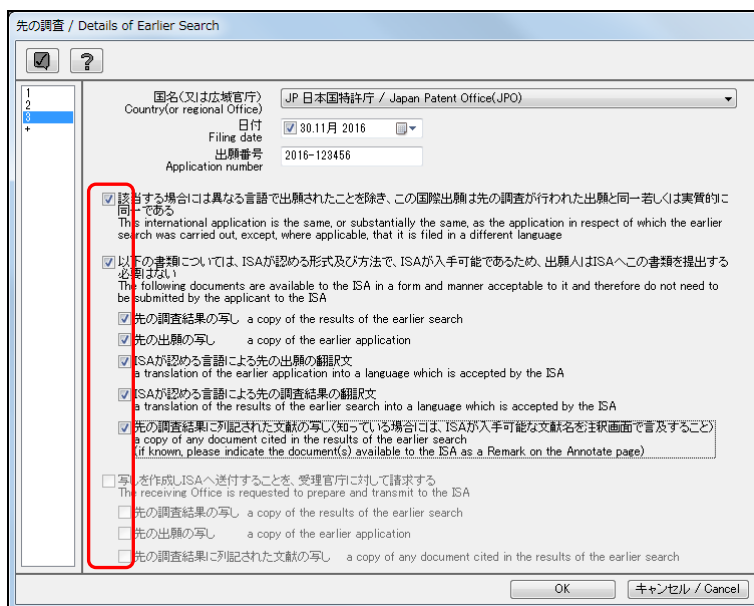 先の調査 / Details of Earlier Search
1
2
3
+
国名(又は広域官庁)
Country(or regional Office)
JP 日本国特許庁 / Japan Patent Office(JPO)
日付
Filing date
30.11月 2016
出願番号
Application number
2016-123456
該当する場合には異なる言語で出願されたことを除き、この国際出願は先の調査が行われた出願と同一若しくは実質的に
同一である
This international application is the same, or substantially the same, as the application in respect of which the earlier
search was carried out, except, where applicable, that it is filed in a different language
以下の書類については、ISAが認める形式及び方法で、ISAが入手可能であるため、出願人はISAへこの書類を提出する
必要はない
The following documents are available to the ISA in a form and manner acceptable to it and therefore do not need to
be submitted by the applicant to the ISA
先の調査結果の写し a copy of the results of the earlier search
先の出願の写し a copy of the earlier application
ISAが認める言語による先の出願の翻訳文
a translation of the earlier application into a language which is accepted by the ISA
ISAが認める言語による先の調査結果の翻訳文
a translation of the results of the earlier search into a language which is accepted by the ISA
先の調査結果に列記された文献の写し(知っている場合には、ISAが入手可能な文献名を注釈画面で言及すること)
a copy of any document cited in the results of the earlier search
(if known, please indicate the document(s) available to the ISA as a Remark on the Annotate page)
写しを作成しISAへ送付することを、受理官庁に対して請求する
The receiving Office is requested to prepare and transmit to the ISA
先の調査結果の写し a copy of the results of the earlier search
先の出願の写し a copy of the earlier application
先の調査結果に列記された文献の写し a copy of any document cited in the results of the earlier search
OK
キャンセル / Cancel